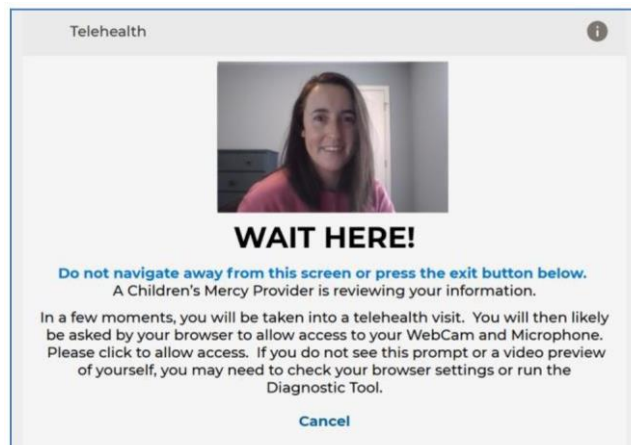 Telehealth
WAIT HERE!
Do not navigate away from this screen or press the exit button below.
A Children's Mercy Provider is reviewing your information.
In a few moments, you will be taken into a telehealth visit.  You will then likely
be asked by your browser to allow access to your WebCam and Microphone.
Please click to allow access.  If you do not see this prompt or a video preview
of yourself, you may need to check your browser settings or run the
Diagnostic Tool.
Cancel